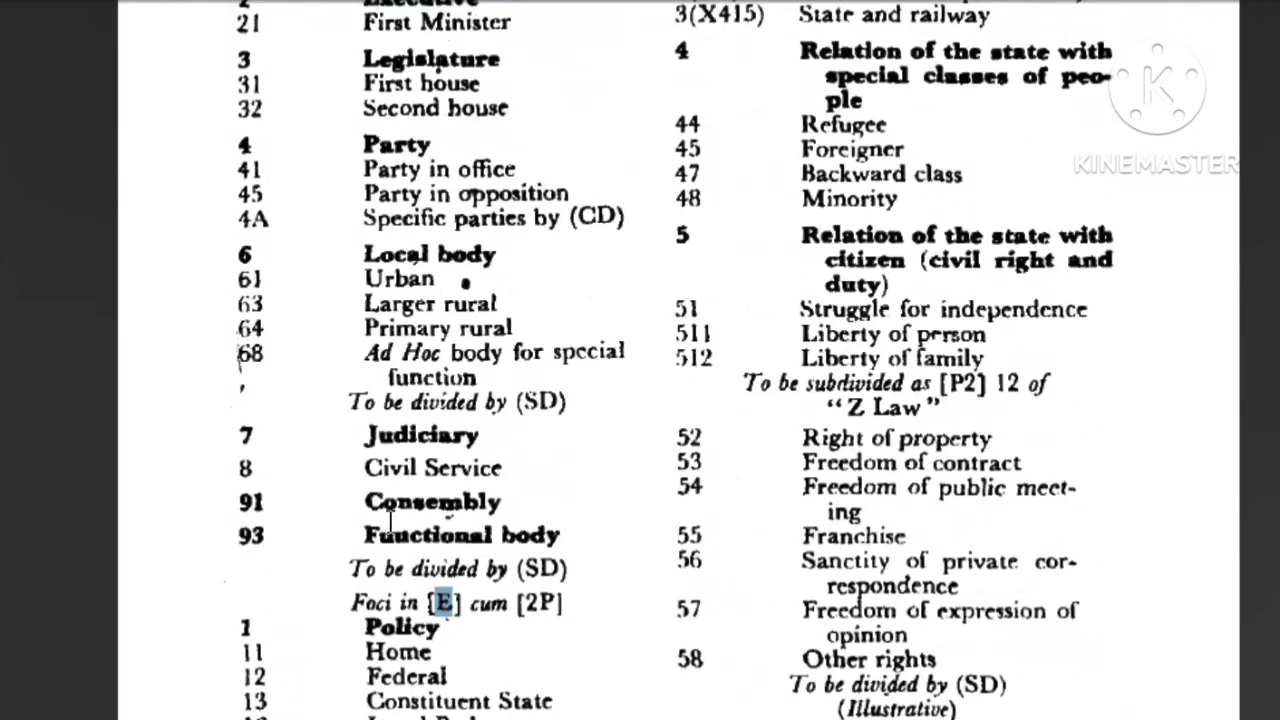 2 Executive
21 First Minister
3 Legislature
31 First house
32 Second house
4 Party
41 Party in office
45 Party in opposition
4A Specific parties by (CD)
6 Local body
61 Urban
63 Larger rural
64 Primary rural
68 Ad Hoc body for special
function
To be divided by (SD)
7 Judiciary
8 Civil Service
91 Consembly
93 Functional body
To be divided by (SD)
Foci in [E] cum [2P]
1 Policy
11 Home
12 Federal
13 Constituent State
3(X415) State and railway
4 Relation of the state with
special classes of peo-
ple
44 Refugee
45 Foreigner
47 Backward class
48 Minority
5 Relation of the state with
citizen (civil right and
duty)
51 Struggle for independence
511 Liberty of person
512 Liberty of family
To be subdivided as [P2] 12 of
"Z Law"
52 Right of property
53 Freedom of contract
54 Freedom of public meet-
ing
55 Franchise
56 Sanctity of private cor-
respondence
57 Freedom of expression of
opinion
58 Other rights
To be divided by (SD)
(Illustrative)
K
KINEMASTER